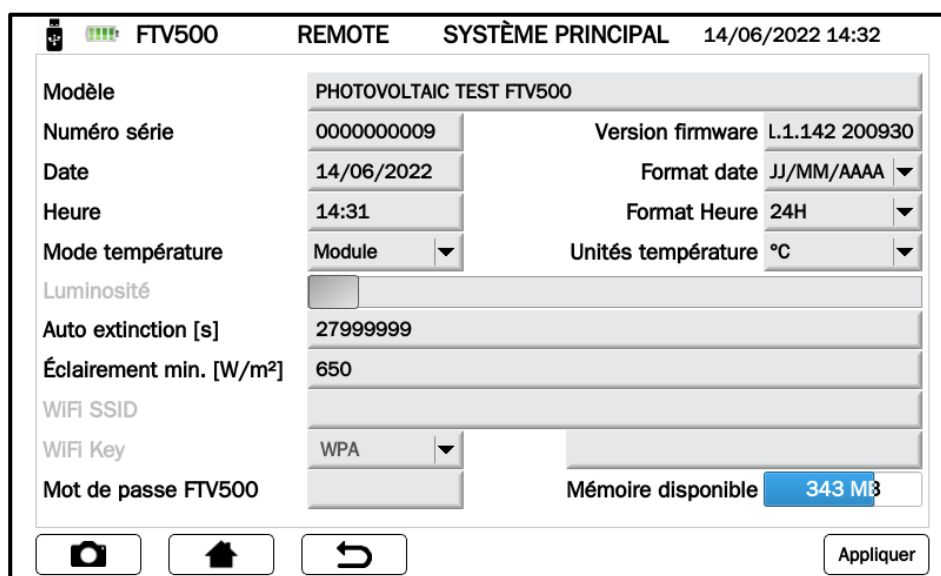 FTV500 REMOTE SYSTÈME PRINCIPAL 14/06/2022 14:32
Modèle PHOTOVOLTAIC TEST FTV500
Numéro série 0000000009 Version firmware L.1.142 200930
Date 14/06/2022 Format date JJ/MM/AAAA
Heure 14:31 Format Heure 24H
Mode température Module Unités température °C
Luminosité
Auto extinction [s] 27999999
Éclairement min. [W/m²] 650
WiFi SSID
WiFi Key WPA
Mot de passe FTV500 Mémoire disponible 343 MB
Appliquer